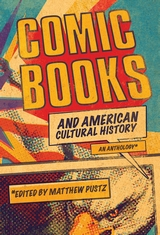 COMIC
BOOKS
AND AMERICAN
CULTURAL HISTORY
AN ANTHOLOGY*
*EDITED BY MATTHEW PUSTZ